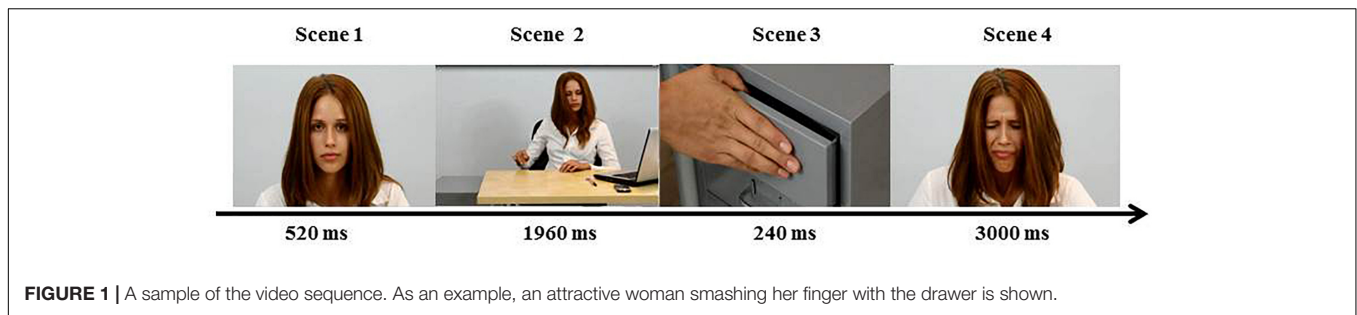 Scene 1 Scene 2 Scene 3 Scene 4
520 ms 1960 ms 240 ms 3000 ms
FIGURE 1 | A sample of the video sequence. As an example, an attractive woman smashing her finger with the drawer is shown.